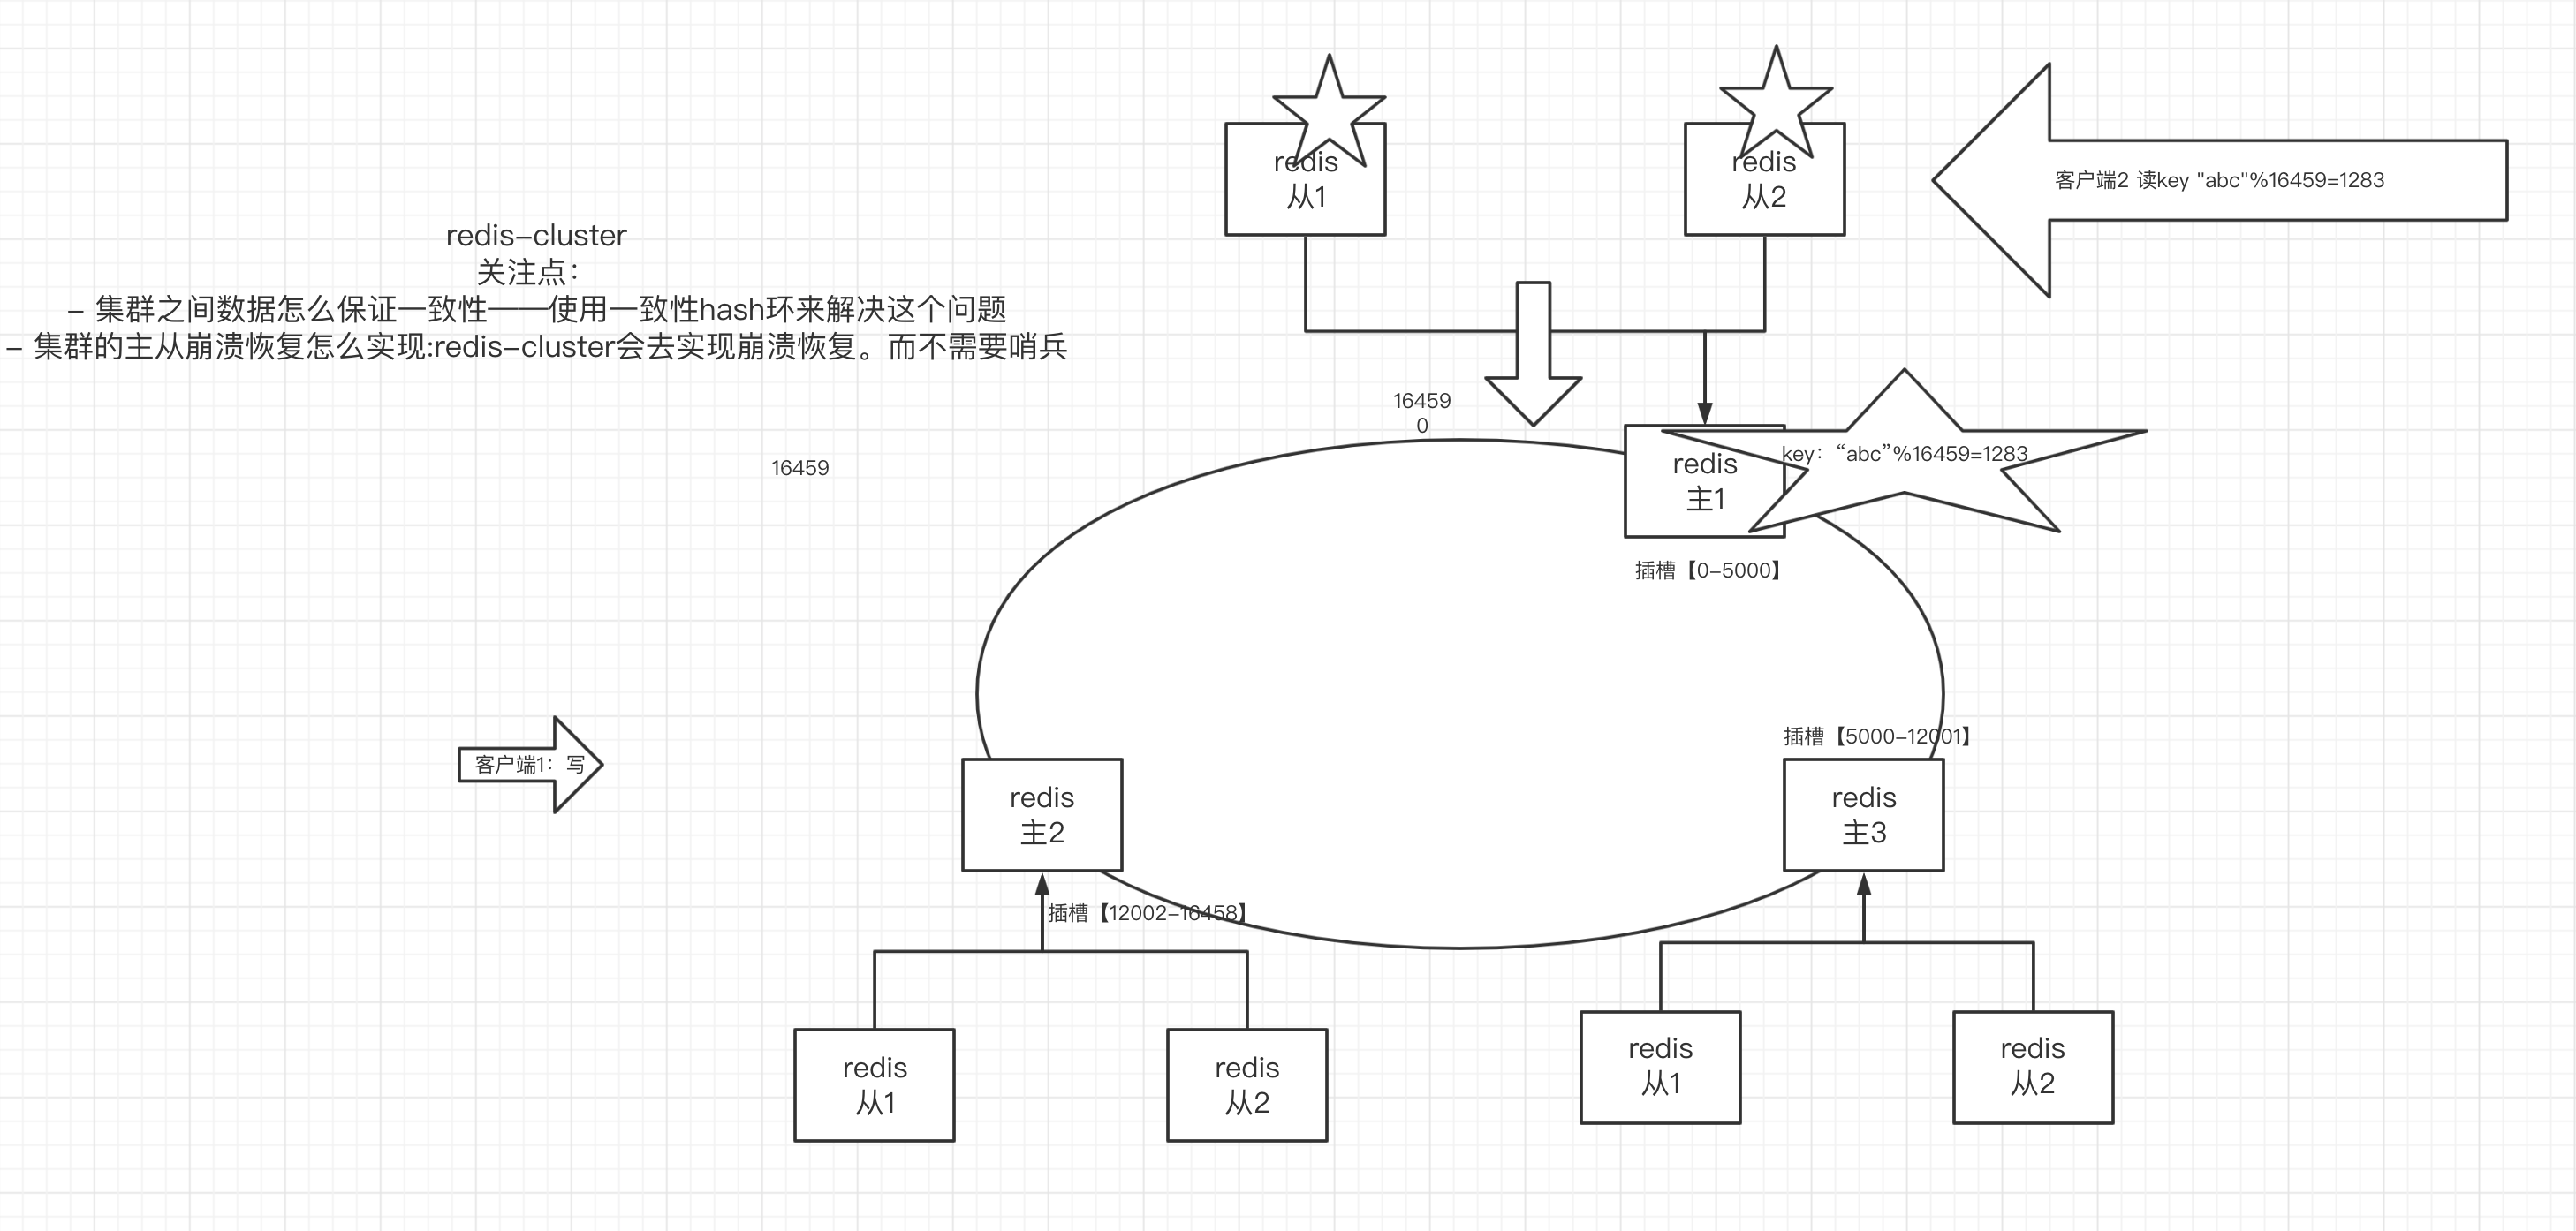 redis
从1
redis
从2
客户端2 读key "abc"%16459=1283
redis-cluster
关注点：
- 集群之间数据怎么保证一致性——使用一致性hash环来解决这个问题
- 集群的主从崩溃恢复怎么实现:redis-cluster会去实现崩溃恢复。而不需要哨兵
16459
0
16459
redis
主1
key：“abc”%16459=1283
插槽【0-5000】
插槽【5000-12001】
客户端1：写
redis
主2
redis
主3
插槽【12002-16458】
redis
从1
redis
从2
redis
从1
redis
从2